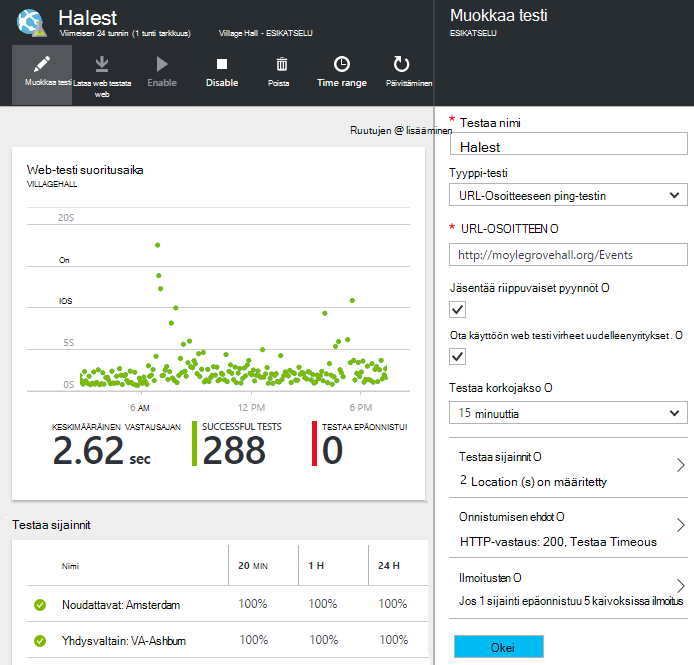 Halest
Viimeisen 24 tunnin (1 tunti tarkkuus)
Village Hall - ESIKATSELU
Muokkaa testi
Lataa web testata web
Enable
Disable
Poista
Time range
Päivittäminen
Ruutujen @ lisääminen
Web-testi suoritusaika
VILLAGEHALL
20S
On
IOS
5S
0S
6 AM
12 PM
6 PM
KESKIMÄÄRÄINEN VASTAUSAJAN
2.62 sec
SUCCESSFUL TESTS
288
TESTAA EPÄONNISTUI
0
Testaa sijainnit
Nimi 20 MIN 1 H 24 H
Noudattavat: Amsterdam 100% 100% 100%
Yhdysvaltain: VA-Ashbum 100% 100% 100%
Muokkaa testi
ESIKATSELU
* Testaa nimi
Halest
Tyyppi-testi
URL-Osoitteeseen ping-testin
* URL-OSOITTEEN O
http://moylegrovehall.org/Events
Jäsentää riippuvaiset pyynnöt O
Ota käyttöön web testi virheet uudelleenyritykset. O
Testaa korkojakso O
15 minuuttia
Testaa sijainnit O
2 Location (s) on määritetty
Onnistumisen ehdot O
HTTP-vastaus: 200, Testaa Timeous
Ilmoitusten O
Jos 1 sijainti epäonnistuu 5 kaivoksissa ilmoitus
Okei